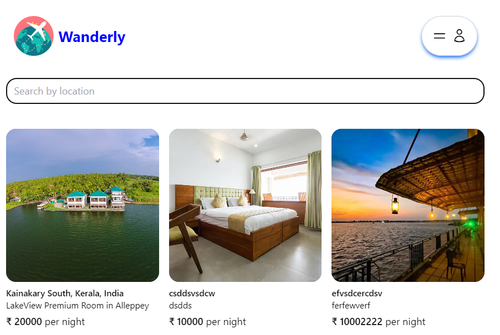 Wanderly
Search by location
Kainakary South, Kerala, India
LakeView Premium Room in Alleppey
₹ 20000 per night
csddsvsdcw
dsdds
₹ 10000 per night
efvsdcercdsv
ferfewverf
₹ 10002222 per night